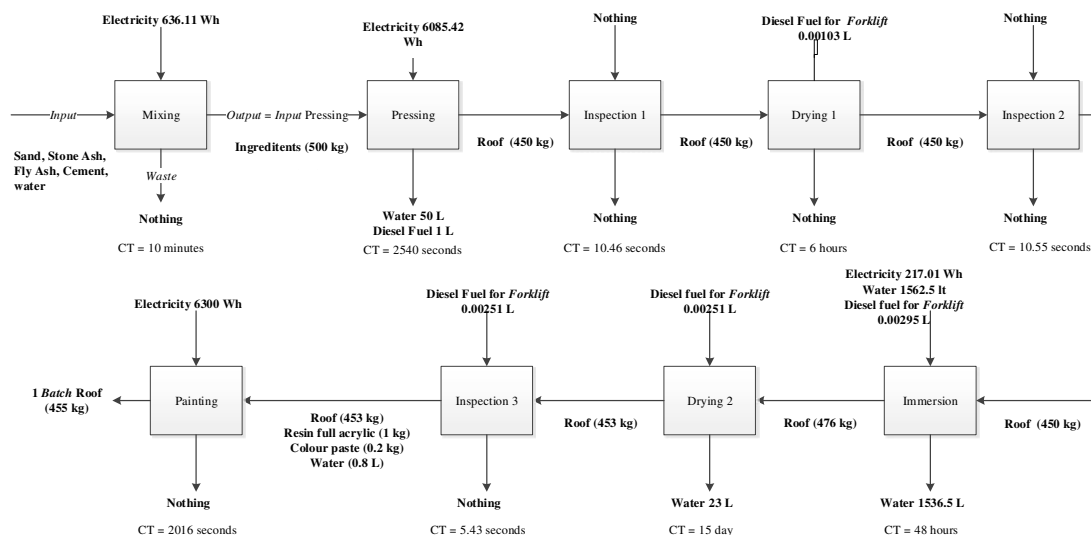 Electricity 636.11 Wh
Input
Mixing
Sand, Stone Ash,
Fly Ash, Cement,
water
Waste
Nothing
CT = 10 minutes
Output = Input Pressing
Ingreditents (500 kg)
Electricity 6085.42
Wh
Pressing
Water 50 L
Diesel Fuel 1 L
CT = 2540 seconds
Roof (450 kg)
Nothing
Inspection 1
Nothing
CT = 10.46 seconds
Roof (450 kg)
Diesel Fuel for Forklift
0.00103 L
Drying 1
Nothing
CT = 6 hours
Roof (450 kg)
Nothing
Inspection 2
Nothing
CT = 10.55 seconds
Electricity 6300 Wh
1 Batch Roof
(455 kg)
Painting
Nothing
CT = 2016 seconds
Roof (453 kg)
Resin full acrylic (1 kg)
Colour paste (0.2 kg)
Water (0.8 L)
Diesel Fuel for Forklift
0.00251 L
Inspection 3
Nothing
CT = 5.43 seconds
Roof (453 kg)
Diesel fuel for Forklift
0.00251 L
Drying 2
Water 23 L
CT = 15 day
Roof (476 kg)
Electricity 217.01 Wh
Water 1562.5 lt
Diesel fuel for Forklift
0.00295 L
Immersion
Water 1536.5 L
CT = 48 hours
Roof (450 kg)